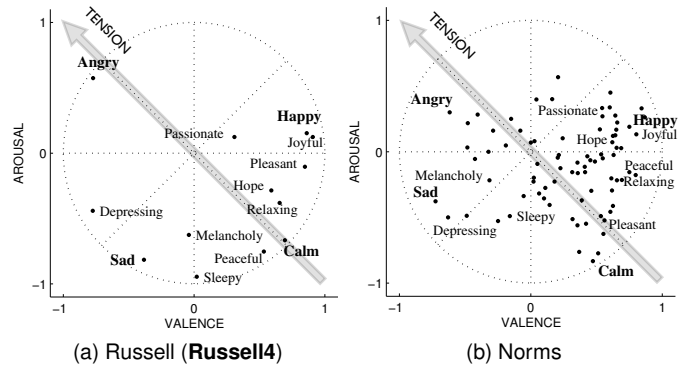 1
TENSION
Angry
Happy
Passionate
Joyful
AROUSAL
0
Pleasant
Hope
Relaxing
Depressing
Melancholy
Calm
Sad
Peaceful
Sleepy
−1
−1
0
1
VALENCE
(a) Russell (Russell4)
1
TENSION
Angry
Passionate
Happy
Hope
Joyful
AROUSAL
0
Peaceful
Melancholy
Relaxing
Sad
Sleepy
Pleasant
Depressing
Calm
−1
−1
0
1
VALENCE
(b) Norms